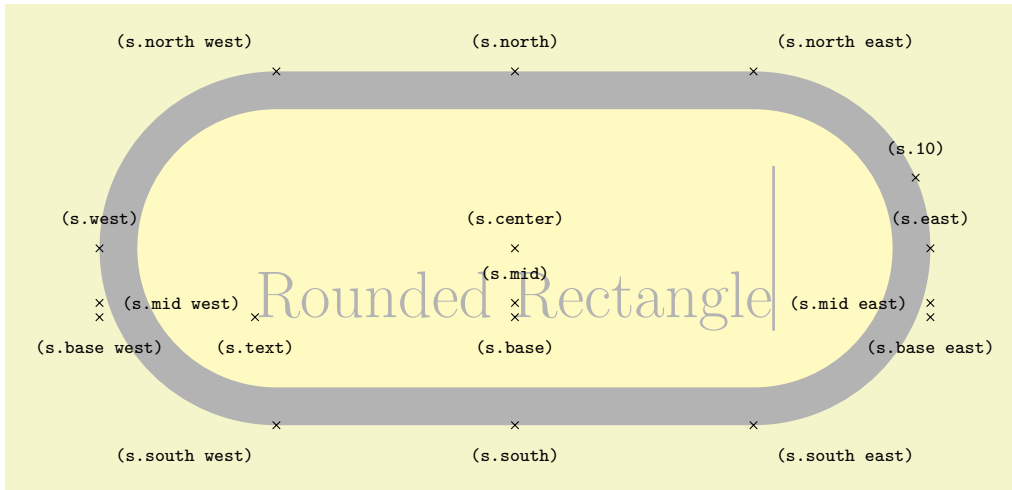 (s.north west) (s.north) (s.north east)
(s.10)
(s.west) (s.center) (s.east)
(s.mid)
(s.mid west) Rounded Rectangle (s.mid east)
(s.base west) (s.text) (s.base) (s.base east)
(s.south west) (s.south) (s.south east)